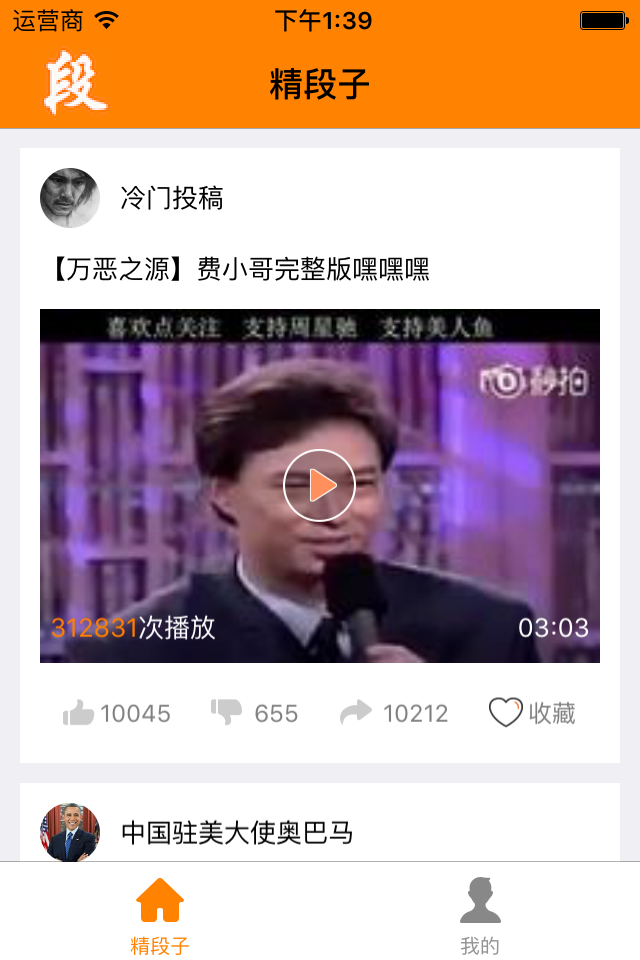 运营商 下午1:39
段 精段子
冷门投稿
【万恶之源】费小哥完整版嘿嘿嘿
喜欢点关注 支持周星驰 支持美人鱼
秒拍
312831次播放 03:03
10045 655 10212 收藏
中国驻美大使奥巴马
精段子 我的